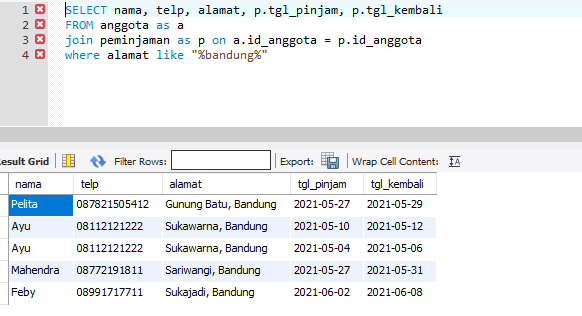 1 SELECT nama, telp, alamat, p.tgl_pinjam, p.tgl_kembali
2 FROM anggota as a
3 join peminjaman as p on a.id_anggota = p.id_anggota
4 where alamat like "%bandung%"
Result Grid Filter Rows: Export: Wrap Cell Content:
nama telp alamat tgl_pinjam tgl_kembali
Pelita 087821505412 Gunung Batu, Bandung 2021-05-27 2021-05-29
Ayu 08112121222 Sukawarna, Bandung 2021-05-10 2021-05-12
Ayu 08112121222 Sukawarna, Bandung 2021-05-04 2021-05-06
Mahendra 08772191811 Sariwangi, Bandung 2021-05-27 2021-05-31
Feby 08991717711 Sukajadi, Bandung 2021-06-02 2021-06-08